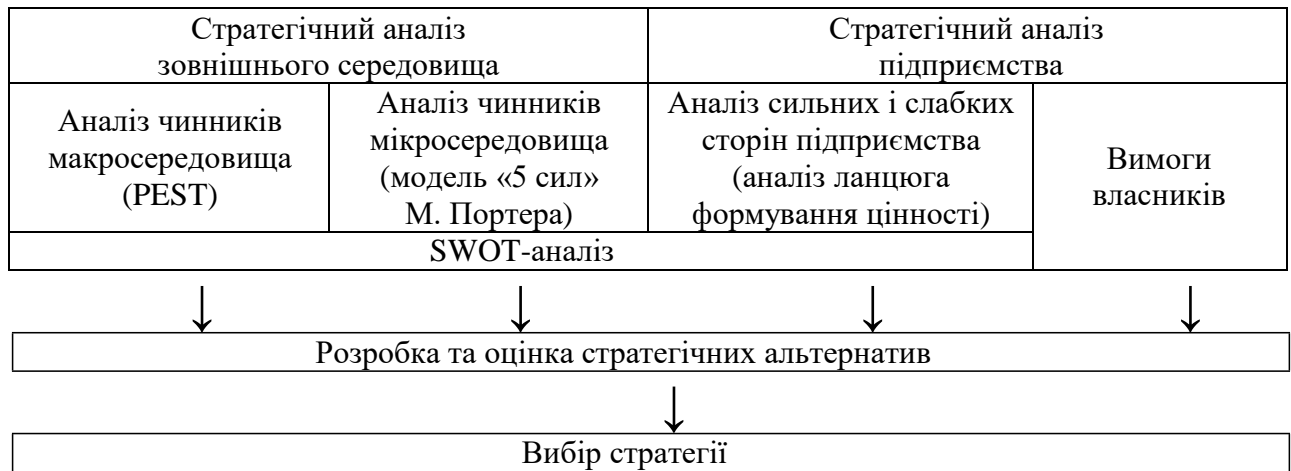 Стратегічний аналіз
зовнішнього середовища
Стратегічний аналіз
підприємства
Аналіз чинників
макросередовища
(PEST)
Аналіз чинників
мікросередовища
(модель «5 сил»
М. Портера)
Аналіз сильних і слабких
сторін підприємства
(аналіз ланцюга
формування цінності)
Вимоги
власників
SWOT-аналіз
Розробка та оцінка стратегічних альтернатив
Вибір стратегії